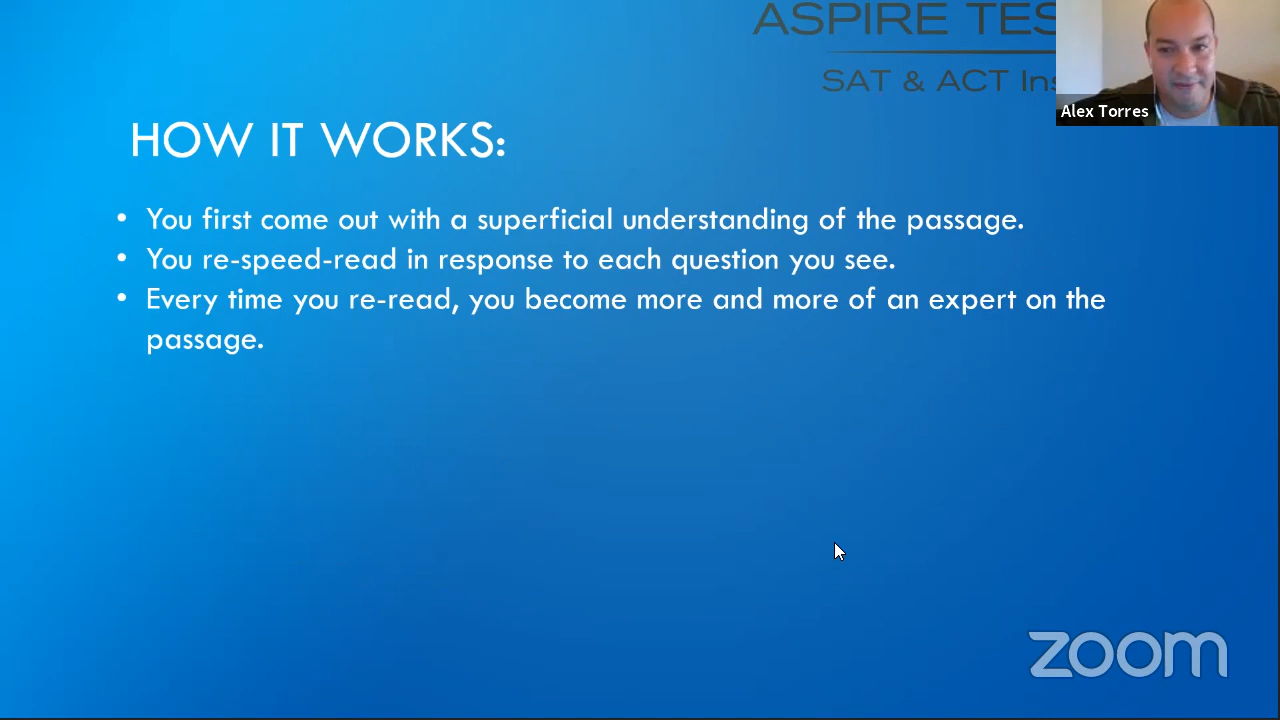 ASPIRE TES
SAT & ACT Ins
Alex Torres
HOW IT WORKS:
• You first come out with a superficial understanding of the passage.
• You re-speed-read in response to each question you see.
• Every time you re-read, you become more and more of an expert on the
passage.
zoom